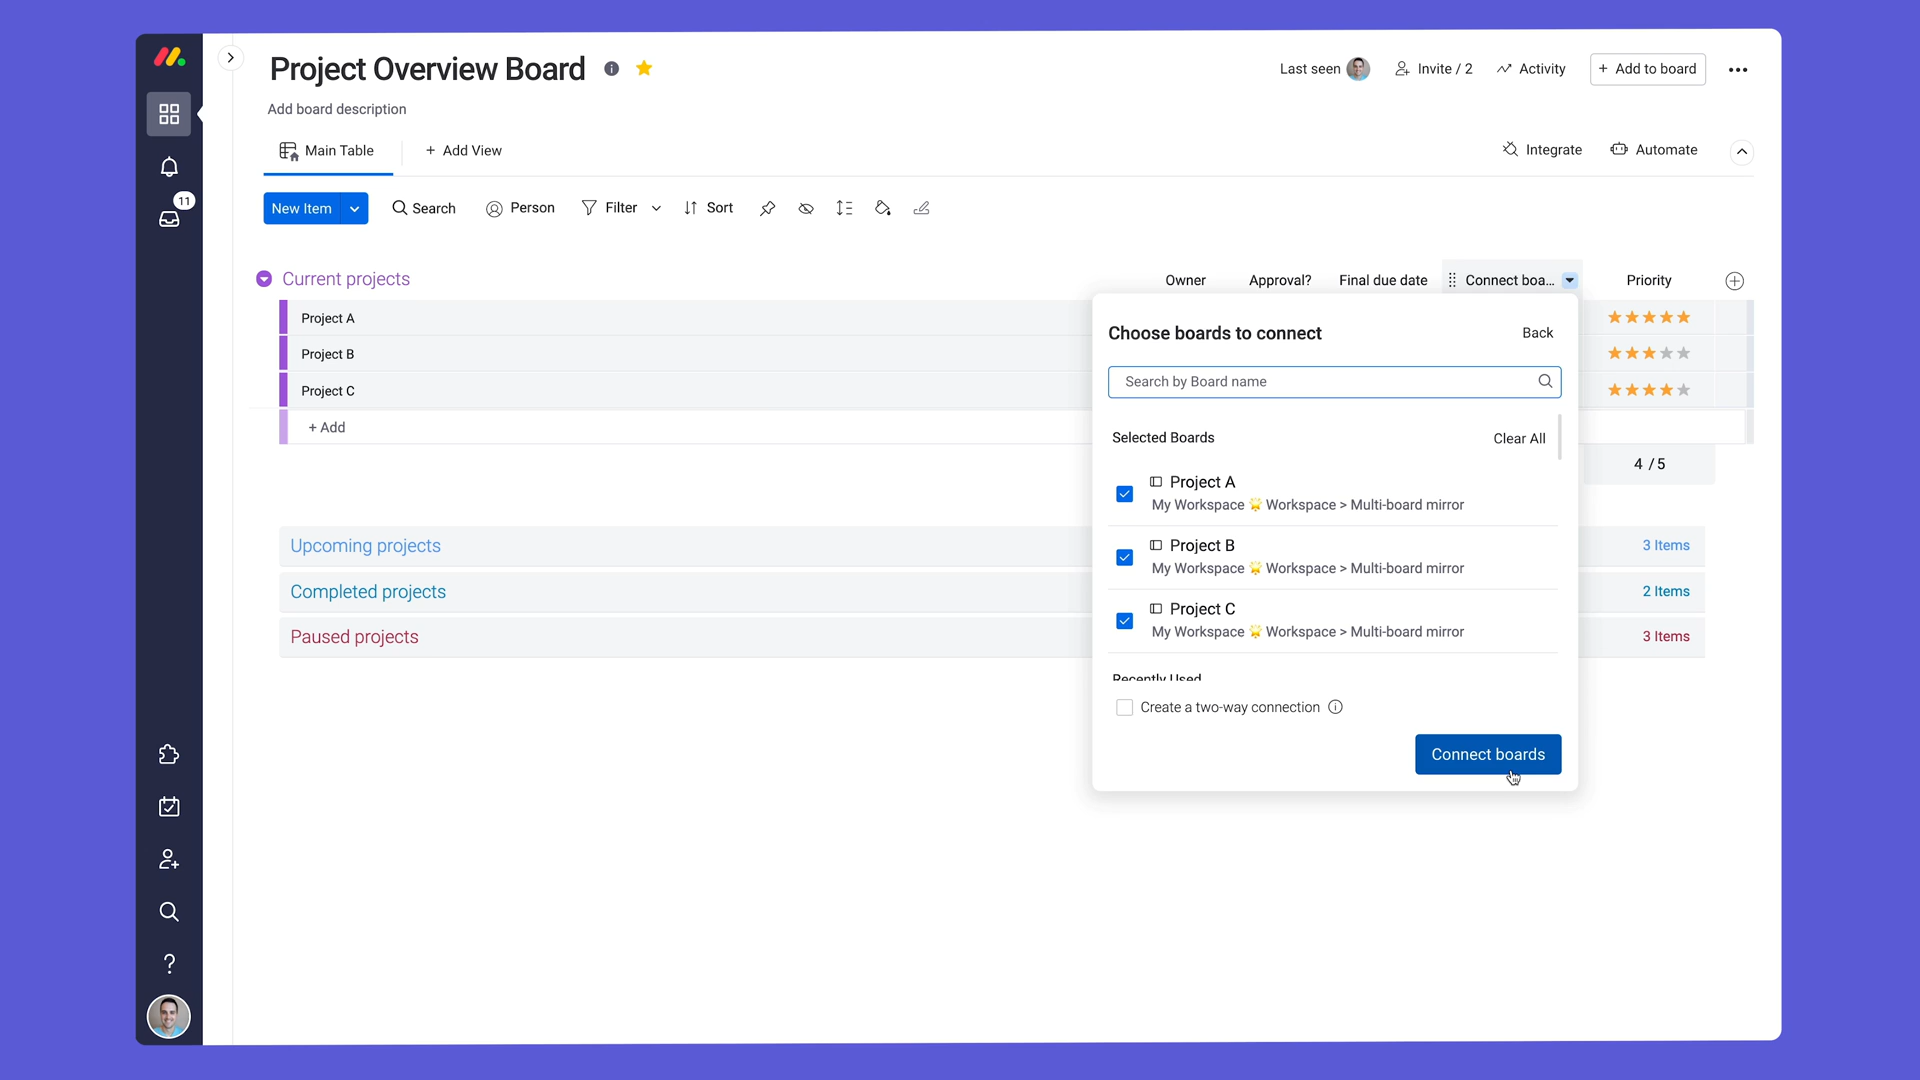 Project Overview Board
Last seen
Invite / 2
Activity
+ Add to board
Add board description
Main Table
+ Add View
Integrate
Automate
New Item
Search
Person
Filter
Sort
11
Current projects
Owner
Approval?
Final due date
Connect boa...
Priority
Project A
Project B
Project C
+ Add
4 / 5
Choose boards to connect
Back
Search by Board name
Selected Boards
Clear All
Project A
My Workspace 🌟 Workspace > Multi-board mirror
Project B
My Workspace 🌟 Workspace > Multi-board mirror
Project C
My Workspace 🌟 Workspace > Multi-board mirror
Recently Used
Create a two-way connection
Connect boards
Upcoming projects
3 Items
Completed projects
2 Items
Paused projects
3 Items